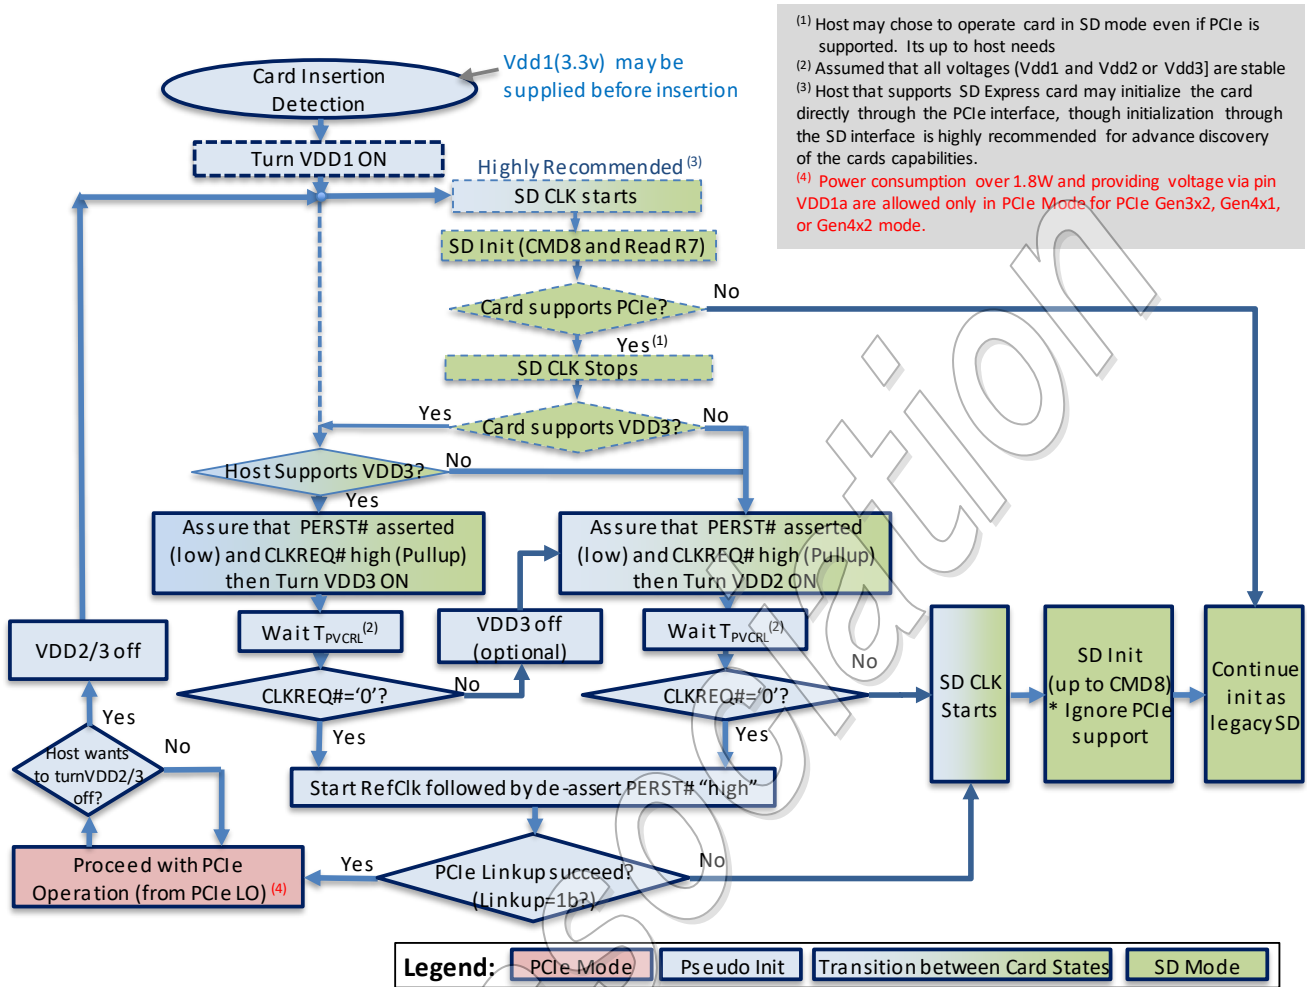 (1) Host may chose to operate card in SD mode even if PCIe is
supported. Its up to host needs
(2) Assumed that all voltages (Vdd1 and Vdd2 or Vdd3] are stable
(3) Host that supports SD Express card may initialize the card
directly through the PCIe interface, though initialization through
the SD interface is highly recommended for advance discovery
of the cards capabilities.
(4) Power consumption over 1.8W and providing voltage via pin
VDD1a are allowed only in PCIe Mode for PCIe Gen3x2, Gen4x1,
or Gen4x2 mode.
Card Insertion
Detection
Vdd1(3.3v) may be
supplied before insertion
Turn VDD1 ON
Highly Recommended (3)
SD CLK starts
SD Init (CMD8 and Read R7)
Card supports PCIe?
No
Yes(1)
SD CLK Stops
Card supports VDD3?
Yes
No
Host Supports VDD3?
No
Yes
Assure that PERST# asserted
(low) and CLKREQ# high (Pullup)
then Turn VDD3 ON
Assure that PERST# asserted
(low) and CLKREQ# high (Pullup)
then Turn VDD2 ON
Wait TPVCRL(2)
VDD3 off
(optional)
Wait TPVCRL(2)
CLKREQ#='0'?
No
Yes
CLKREQ#='0'?
No
Yes
VDD2/3 off
Yes
Host wants
to turnVDD2/3
off?
No
SD CLK
Starts
SD Init
(up to CMD8)
* Ignore PCIe
support
Continue
init as
legacy SD
Start RefClk followed by de-assert PERST# "high"
PCIe Linkup succeed?
(Linkup=1b?)
Yes
No
Proceed with PCIe
Operation (from PCIe LO) (4)
Legend:
PCIe Mode
Pseudo Init
Transition between Card States
SD Mode
sociation